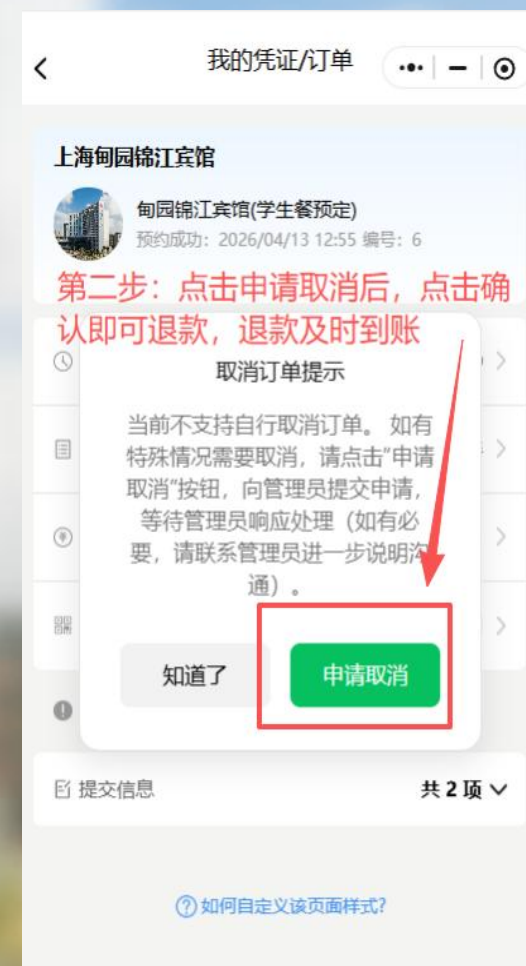 我的凭证/订单
上海甸园锦江宾馆
甸园锦江宾馆(学生餐预定)
预约成功：2026/04/13 12:55 编号：6
第二步：点击申请取消后，点击确
认即可退款，退款及时到账
取消订单提示
当前不支持自行取消订单。如有
特殊情况需要取消，请点击"申请
取消"按钮，向管理员提交申请，
等待管理员响应处理（如有必
要，请联系管理员进一步说明沟
通）。
知道了
申请取消
提交信息
共 2 项
如何自定义该页面样式?